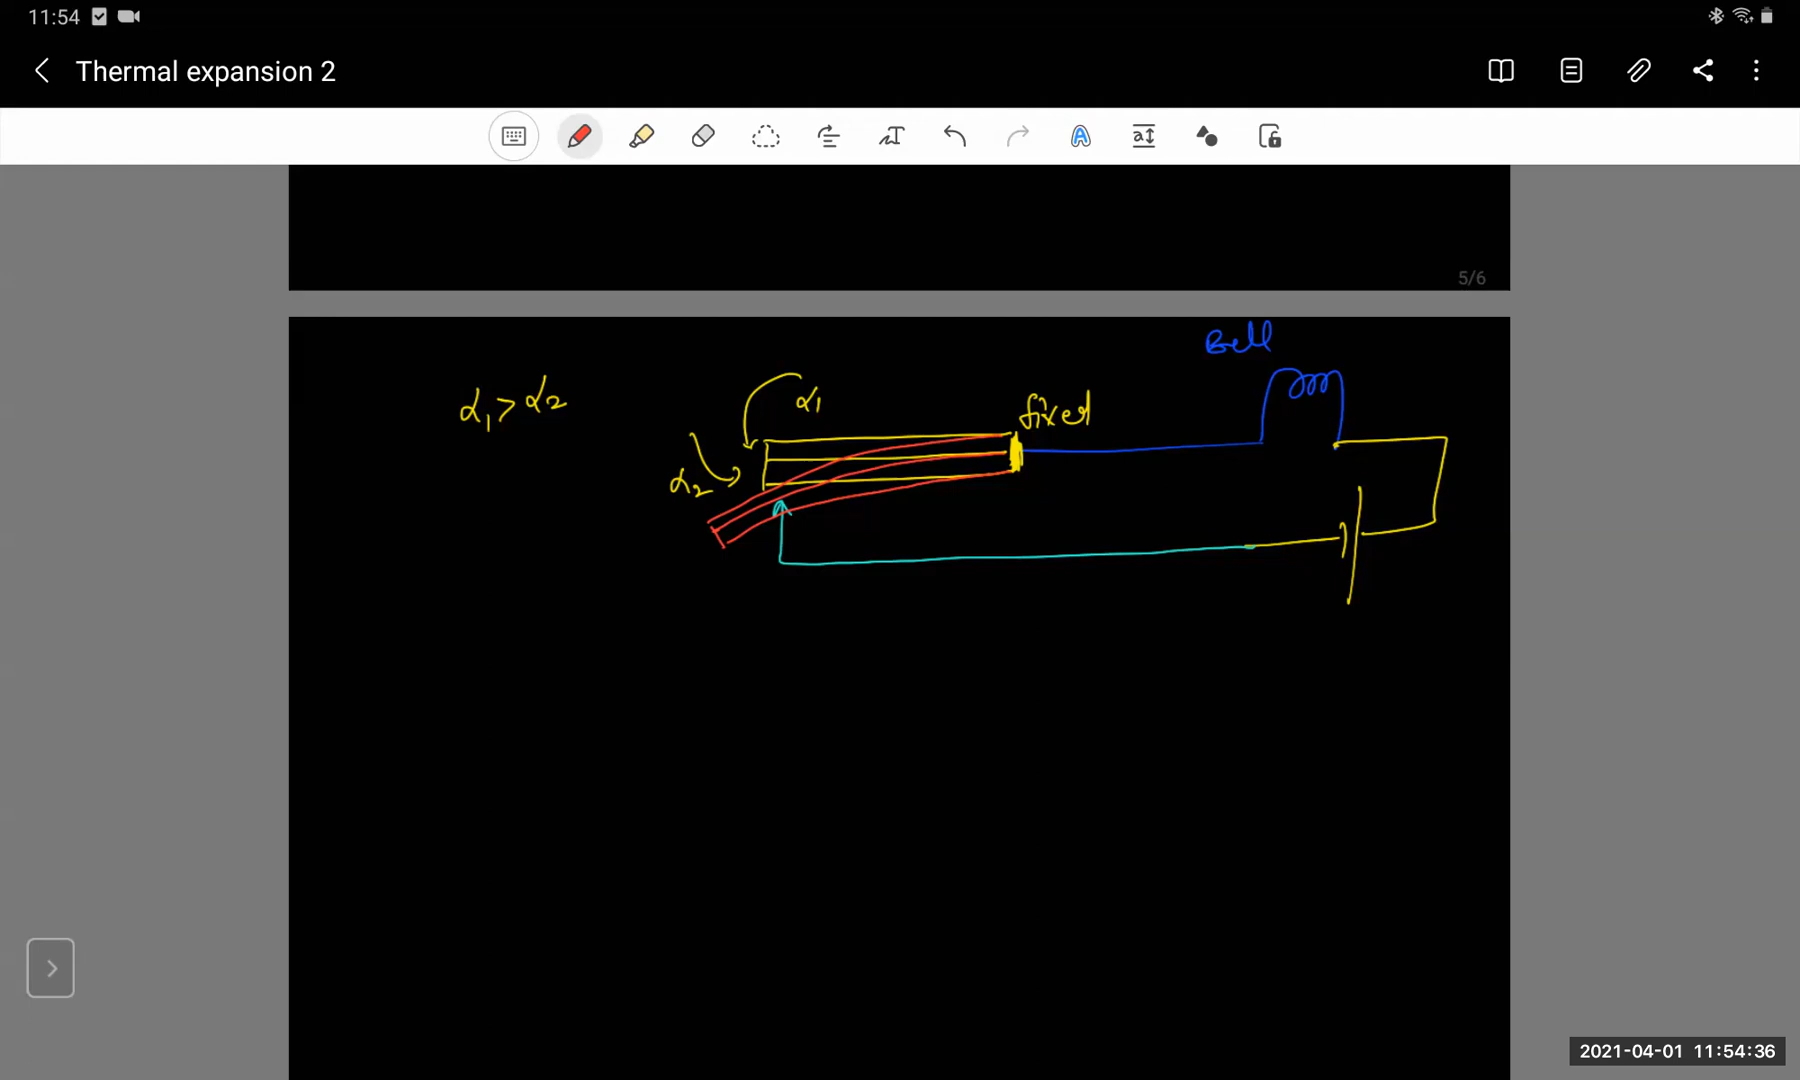 11:54
Thermal expansion 2
5/6
Bell
α1 > α2
α1
fixed
α2
2021-04-01 11:54:36